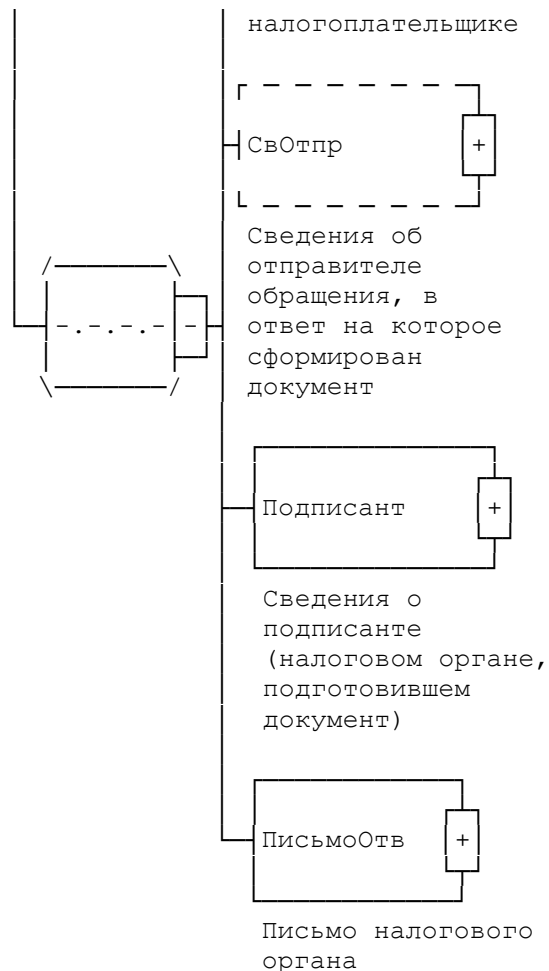 налогоплательщике
СвОтпр +
Сведения об
отправителе
обращения, в
ответ на которое
сформирован
документ
Подписант +
Сведения о
подписанте
(налоговом органе,
подготовившем
документ)
ПисьмоОтв +
Письмо налогового
органа